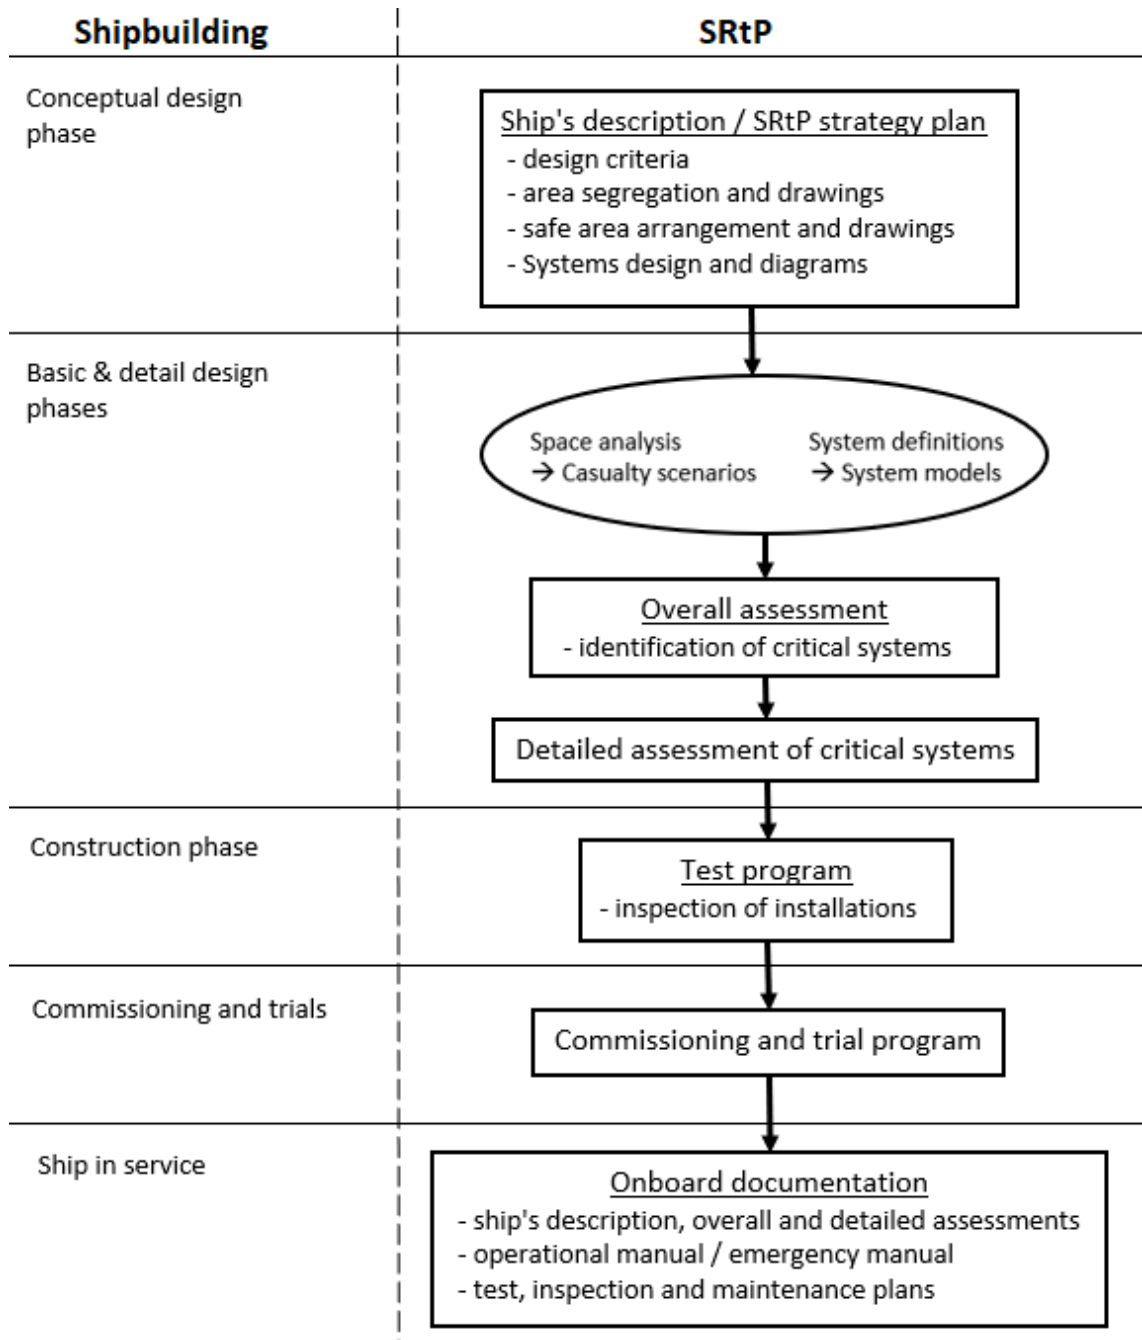 Shipbuilding
SRtP
Conceptual design
phase
Ship's description / SRtP strategy plan
- design criteria
- area segregation and drawings
- safe area arrangement and drawings
- Systems design and diagrams
Basic & detail design
phases
Space analysis
→ Casualty scenarios
System definitions
→ System models
Overall assessment
- identification of critical systems
Detailed assessment of critical systems
Construction phase
Test program
- inspection of installations
Commissioning and trials
Commissioning and trial program
Ship in service
Onboard documentation
- ship's description, overall and detailed assessments
- operational manual / emergency manual
- test, inspection and maintenance plans